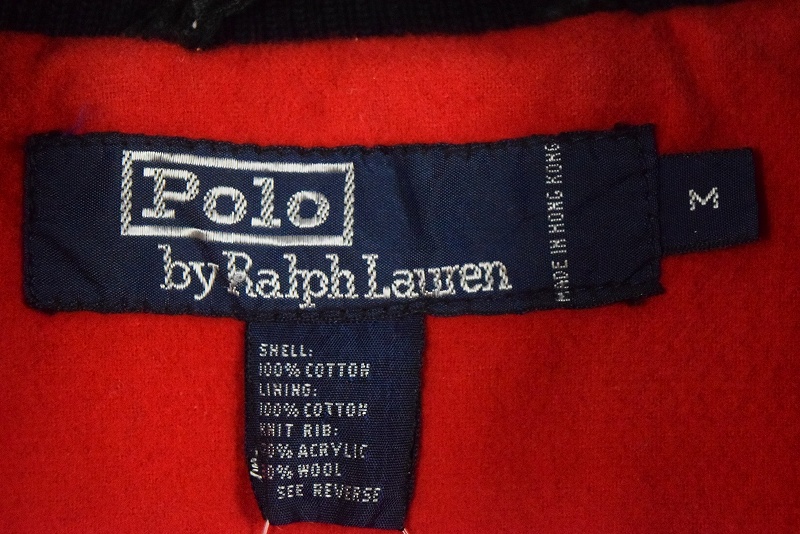 Polo
by Ralph Lauren
MADE IN HONG KONG
M
SHELL:
100% COTTON
LINING:
100% COTTON
KNIT RIB:
ACRYLIC
WOOL
SEE REVERSE